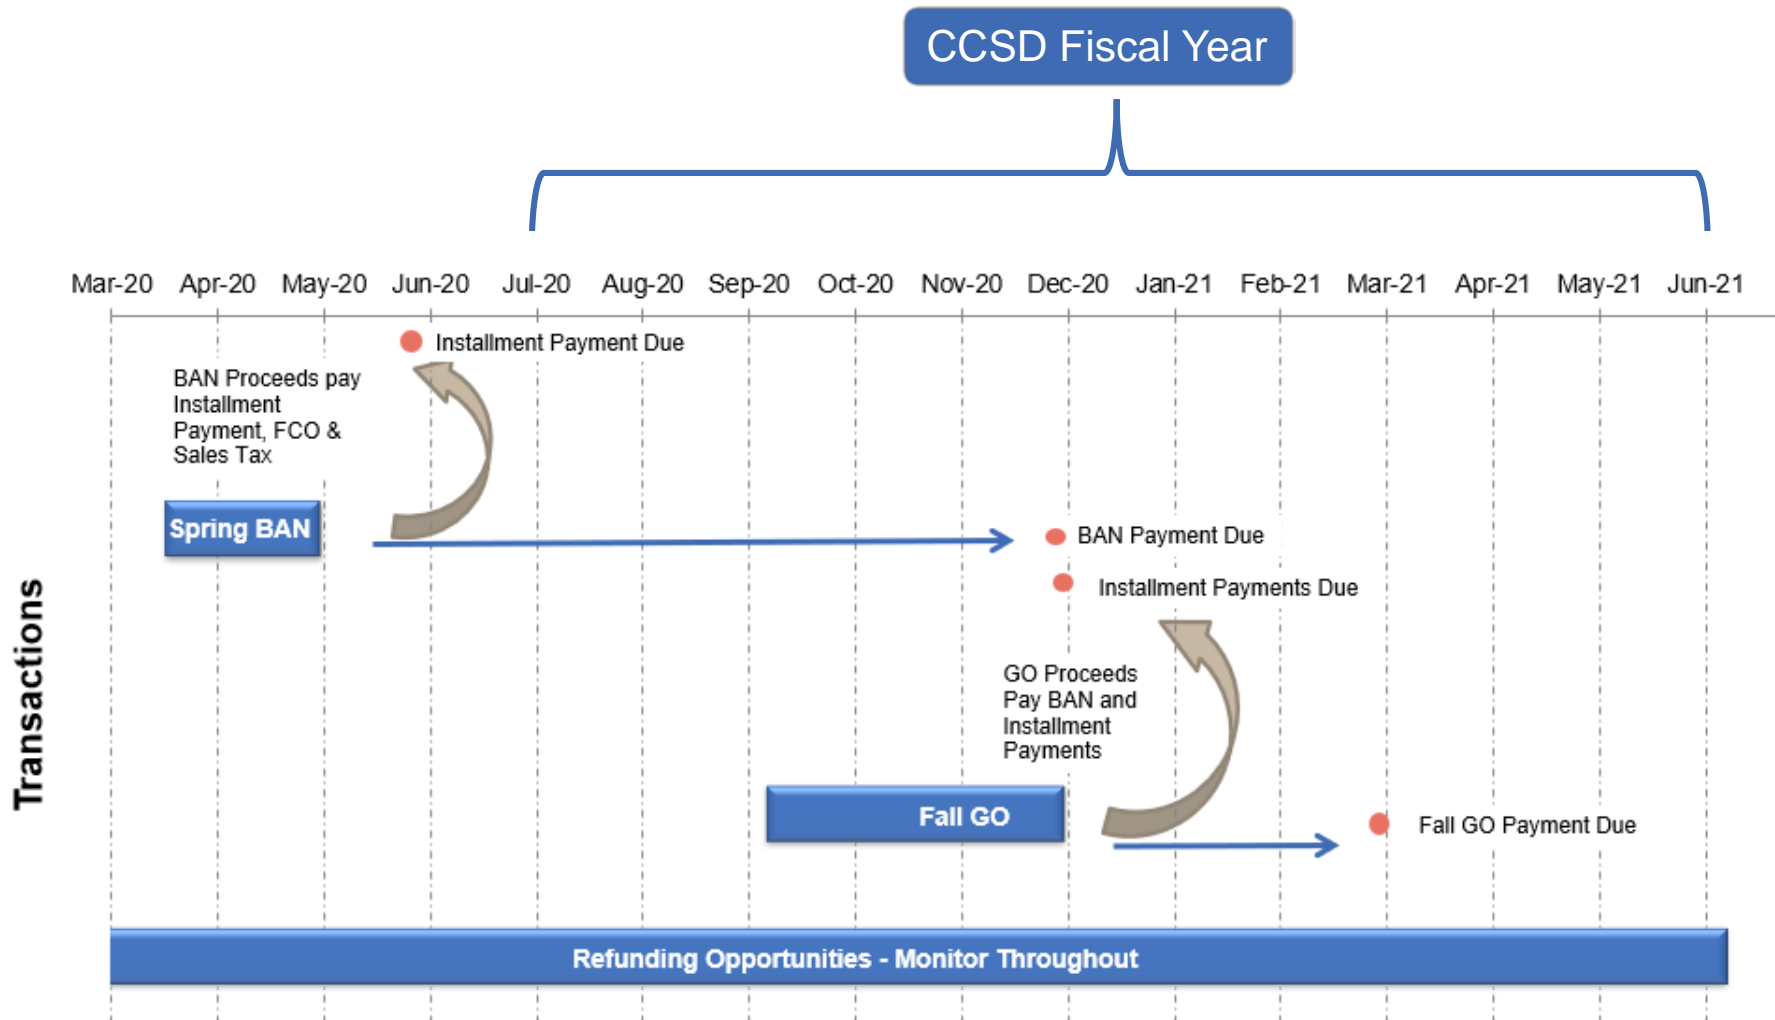 CCSD Fiscal Year
Mar-20 Apr-20 May-20 Jun-20 Jul-20 Aug-20 Sep-20 Oct-20 Nov-20 Dec-20 Jan-21 Feb-21 Mar-21 Apr-21 May-21 Jun-21
Installment Payment Due
BAN Proceeds pay
Installment
Payment, FCO &
Sales Tax
Spring BAN
BAN Payment Due
Installment Payments Due
Transactions
GO Proceeds
Pay BAN and
Installment
Payments
Fall GO
Fall GO Payment Due
Refunding Opportunities - Monitor Throughout